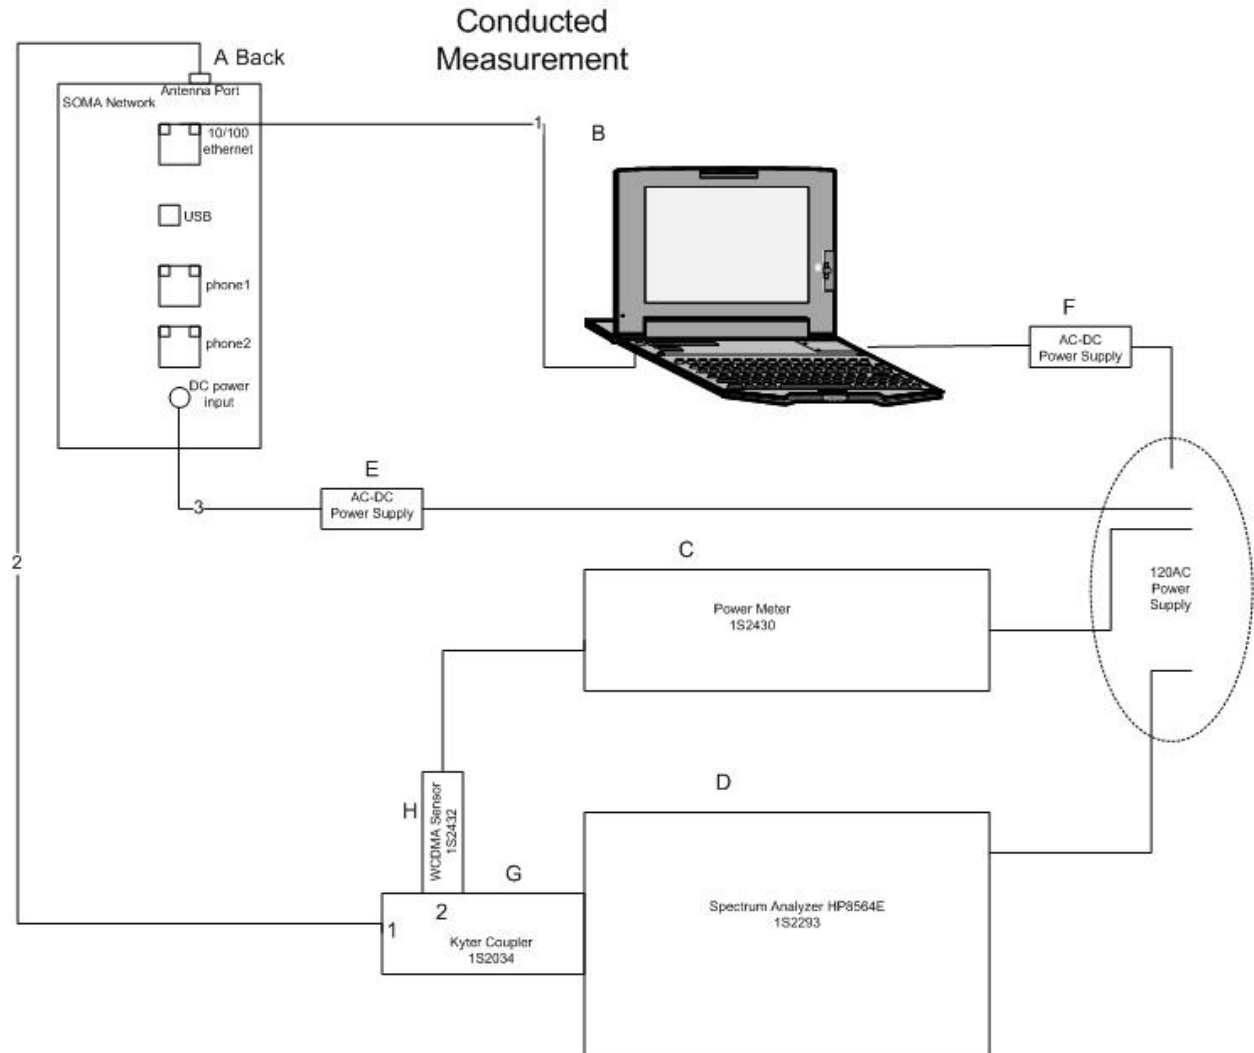 Conducted
Measurement
A Back
Antenna Port
SOMA Network
10/100
ethernet
1
B
USB
phone1
phone2
DC power
input
F
AC-DC
Power Supply
E
AC-DC
Power Supply
3
2
C
Power Meter
1S2430
120AC
Power
Supply
D
H
WCDMA Sensor
1S2432
G
2
1
Kyter Coupler
1S2034
Spectrum Analyzer HP8564E
1S2293